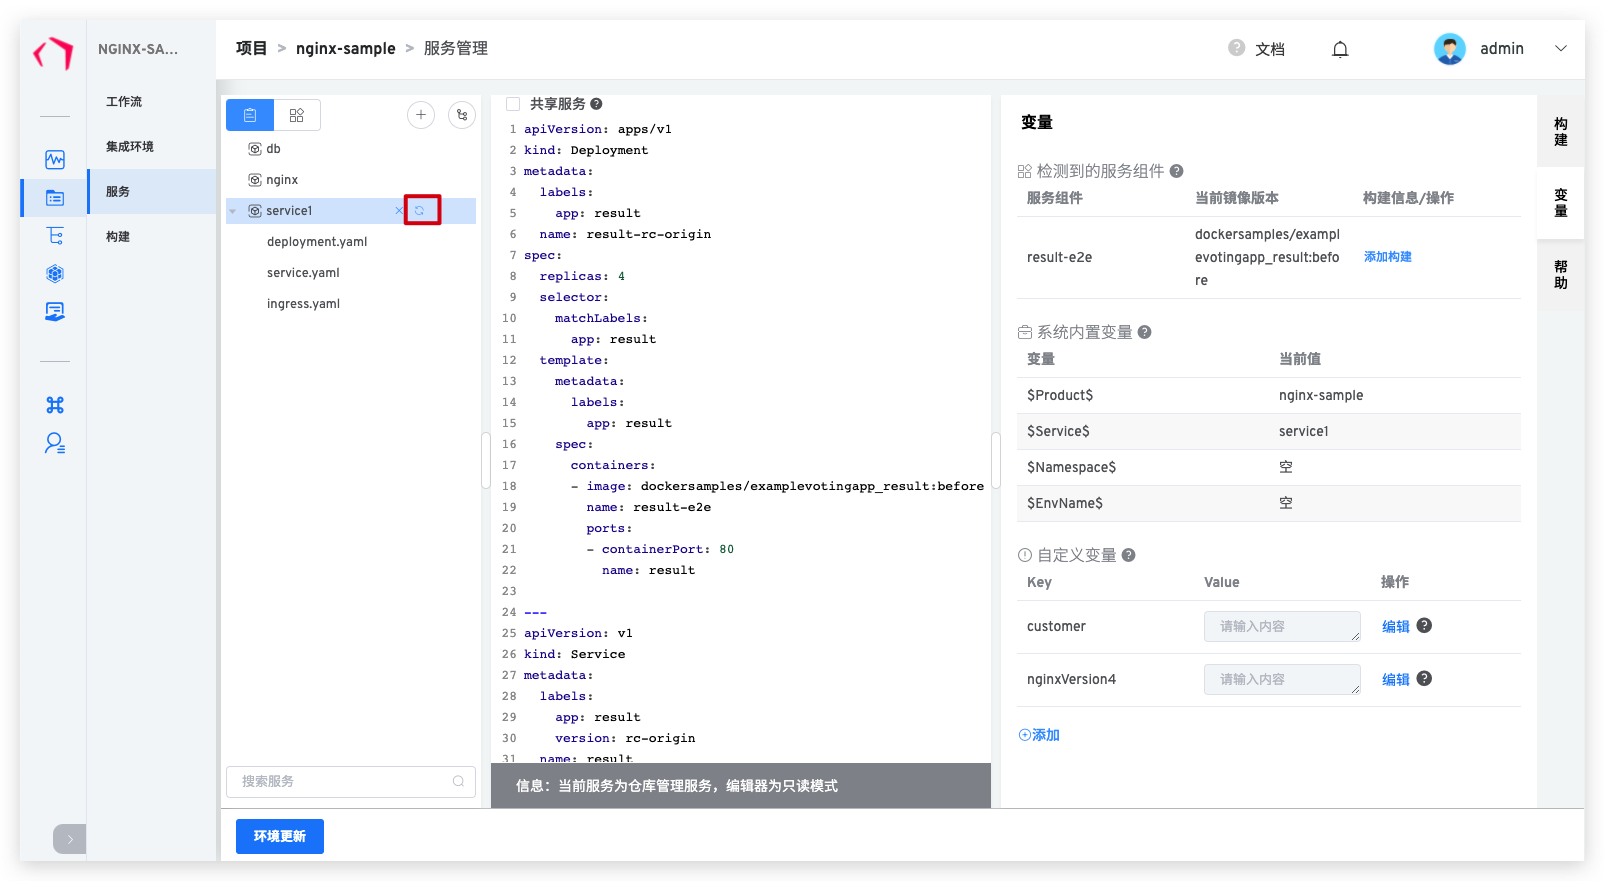 NGINX-SA...
工作流
集成环境
服务
构建
项目 > nginx-sample > 服务管理
文档
admin
db
nginx
service1
deployment.yaml
service.yaml
ingress.yaml
搜索服务
共享服务
1 apiVersion: apps/v1
2 kind: Deployment
3 metadata:
4   labels:
5     app: result
6   name: result-rc-origin
7 spec:
8   replicas: 4
9   selector:
10     matchLabels:
11       app: result
12   template:
13     metadata:
14       labels:
15         app: result
16     spec:
17       containers:
18       - image: dockersamples/examplevotingapp_result:before
19         name: result-e2e
20         ports:
21         - containerPort: 80
22           name: result
23
24 ---
25 apiVersion: v1
26 kind: Service
27 metadata:
28   labels:
29     app: result
30     version: rc-origin
31   name: result
信息：当前服务为仓库管理服务，编辑器为只读模式
变量
检测到的服务组件
服务组件 当前镜像版本 构建信息/操作
result-e2e
dockersamples/exampl
evotingapp_result:befo
re
添加构建
系统内置变量
变量 当前值
$Product$ nginx-sample
$Service$ service1
$Namespace$ 空
$EnvName$ 空
自定义变量
Key Value 操作
customer 请输入内容 编辑
nginxVersion4 请输入内容 编辑
添加
构
建
变
量
帮
助
环境更新